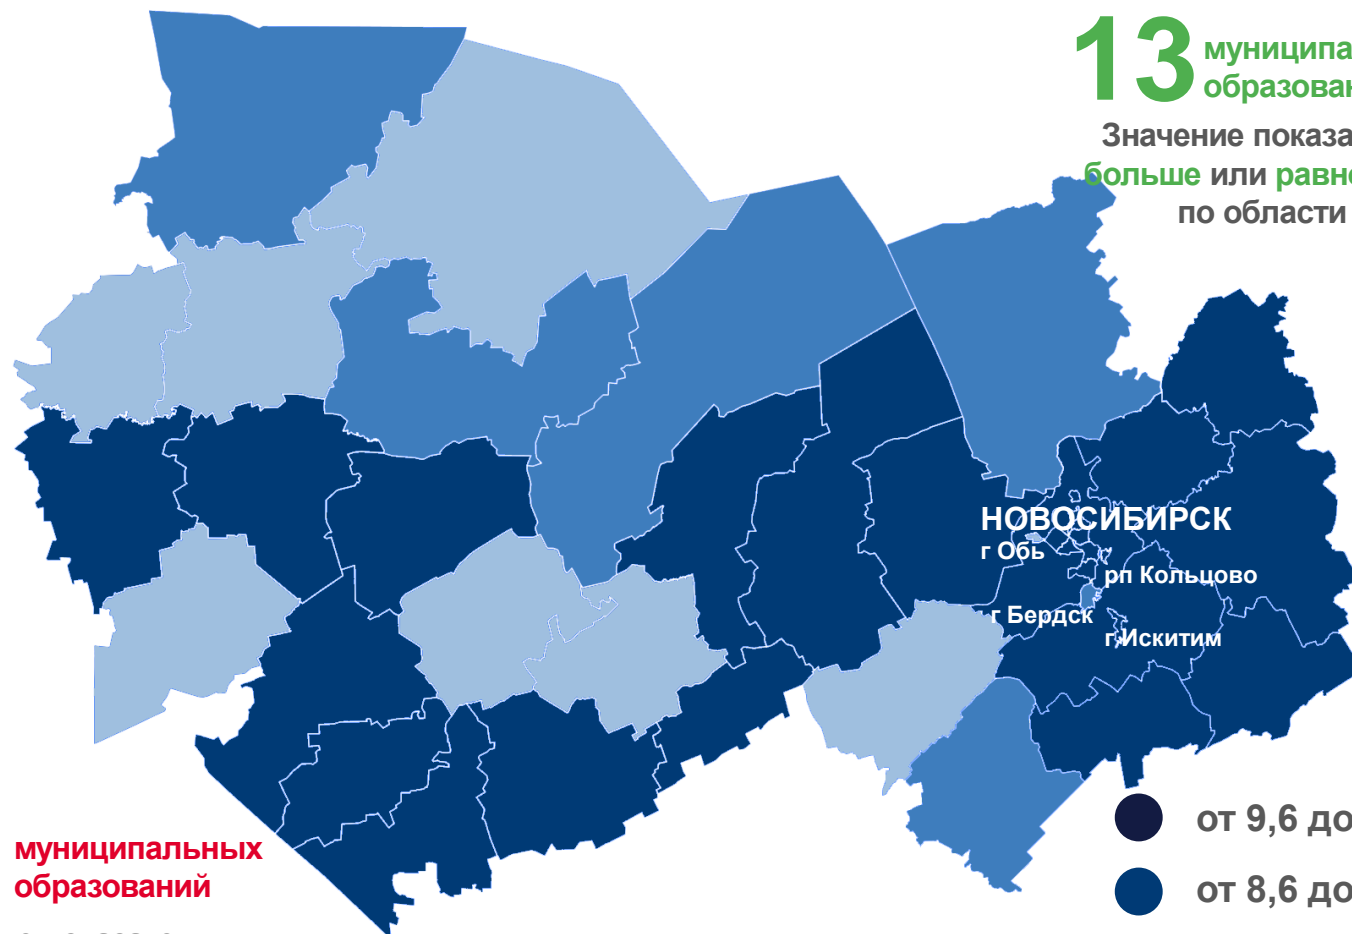 13
муниципа
образован
Значение показа
больше или равно
по области
НОВОСИБИРСК
г Обь
рп Кольцово
г Бердск
г.Искитим
от 9,6 до
от 8,6 до
муниципальных
образований